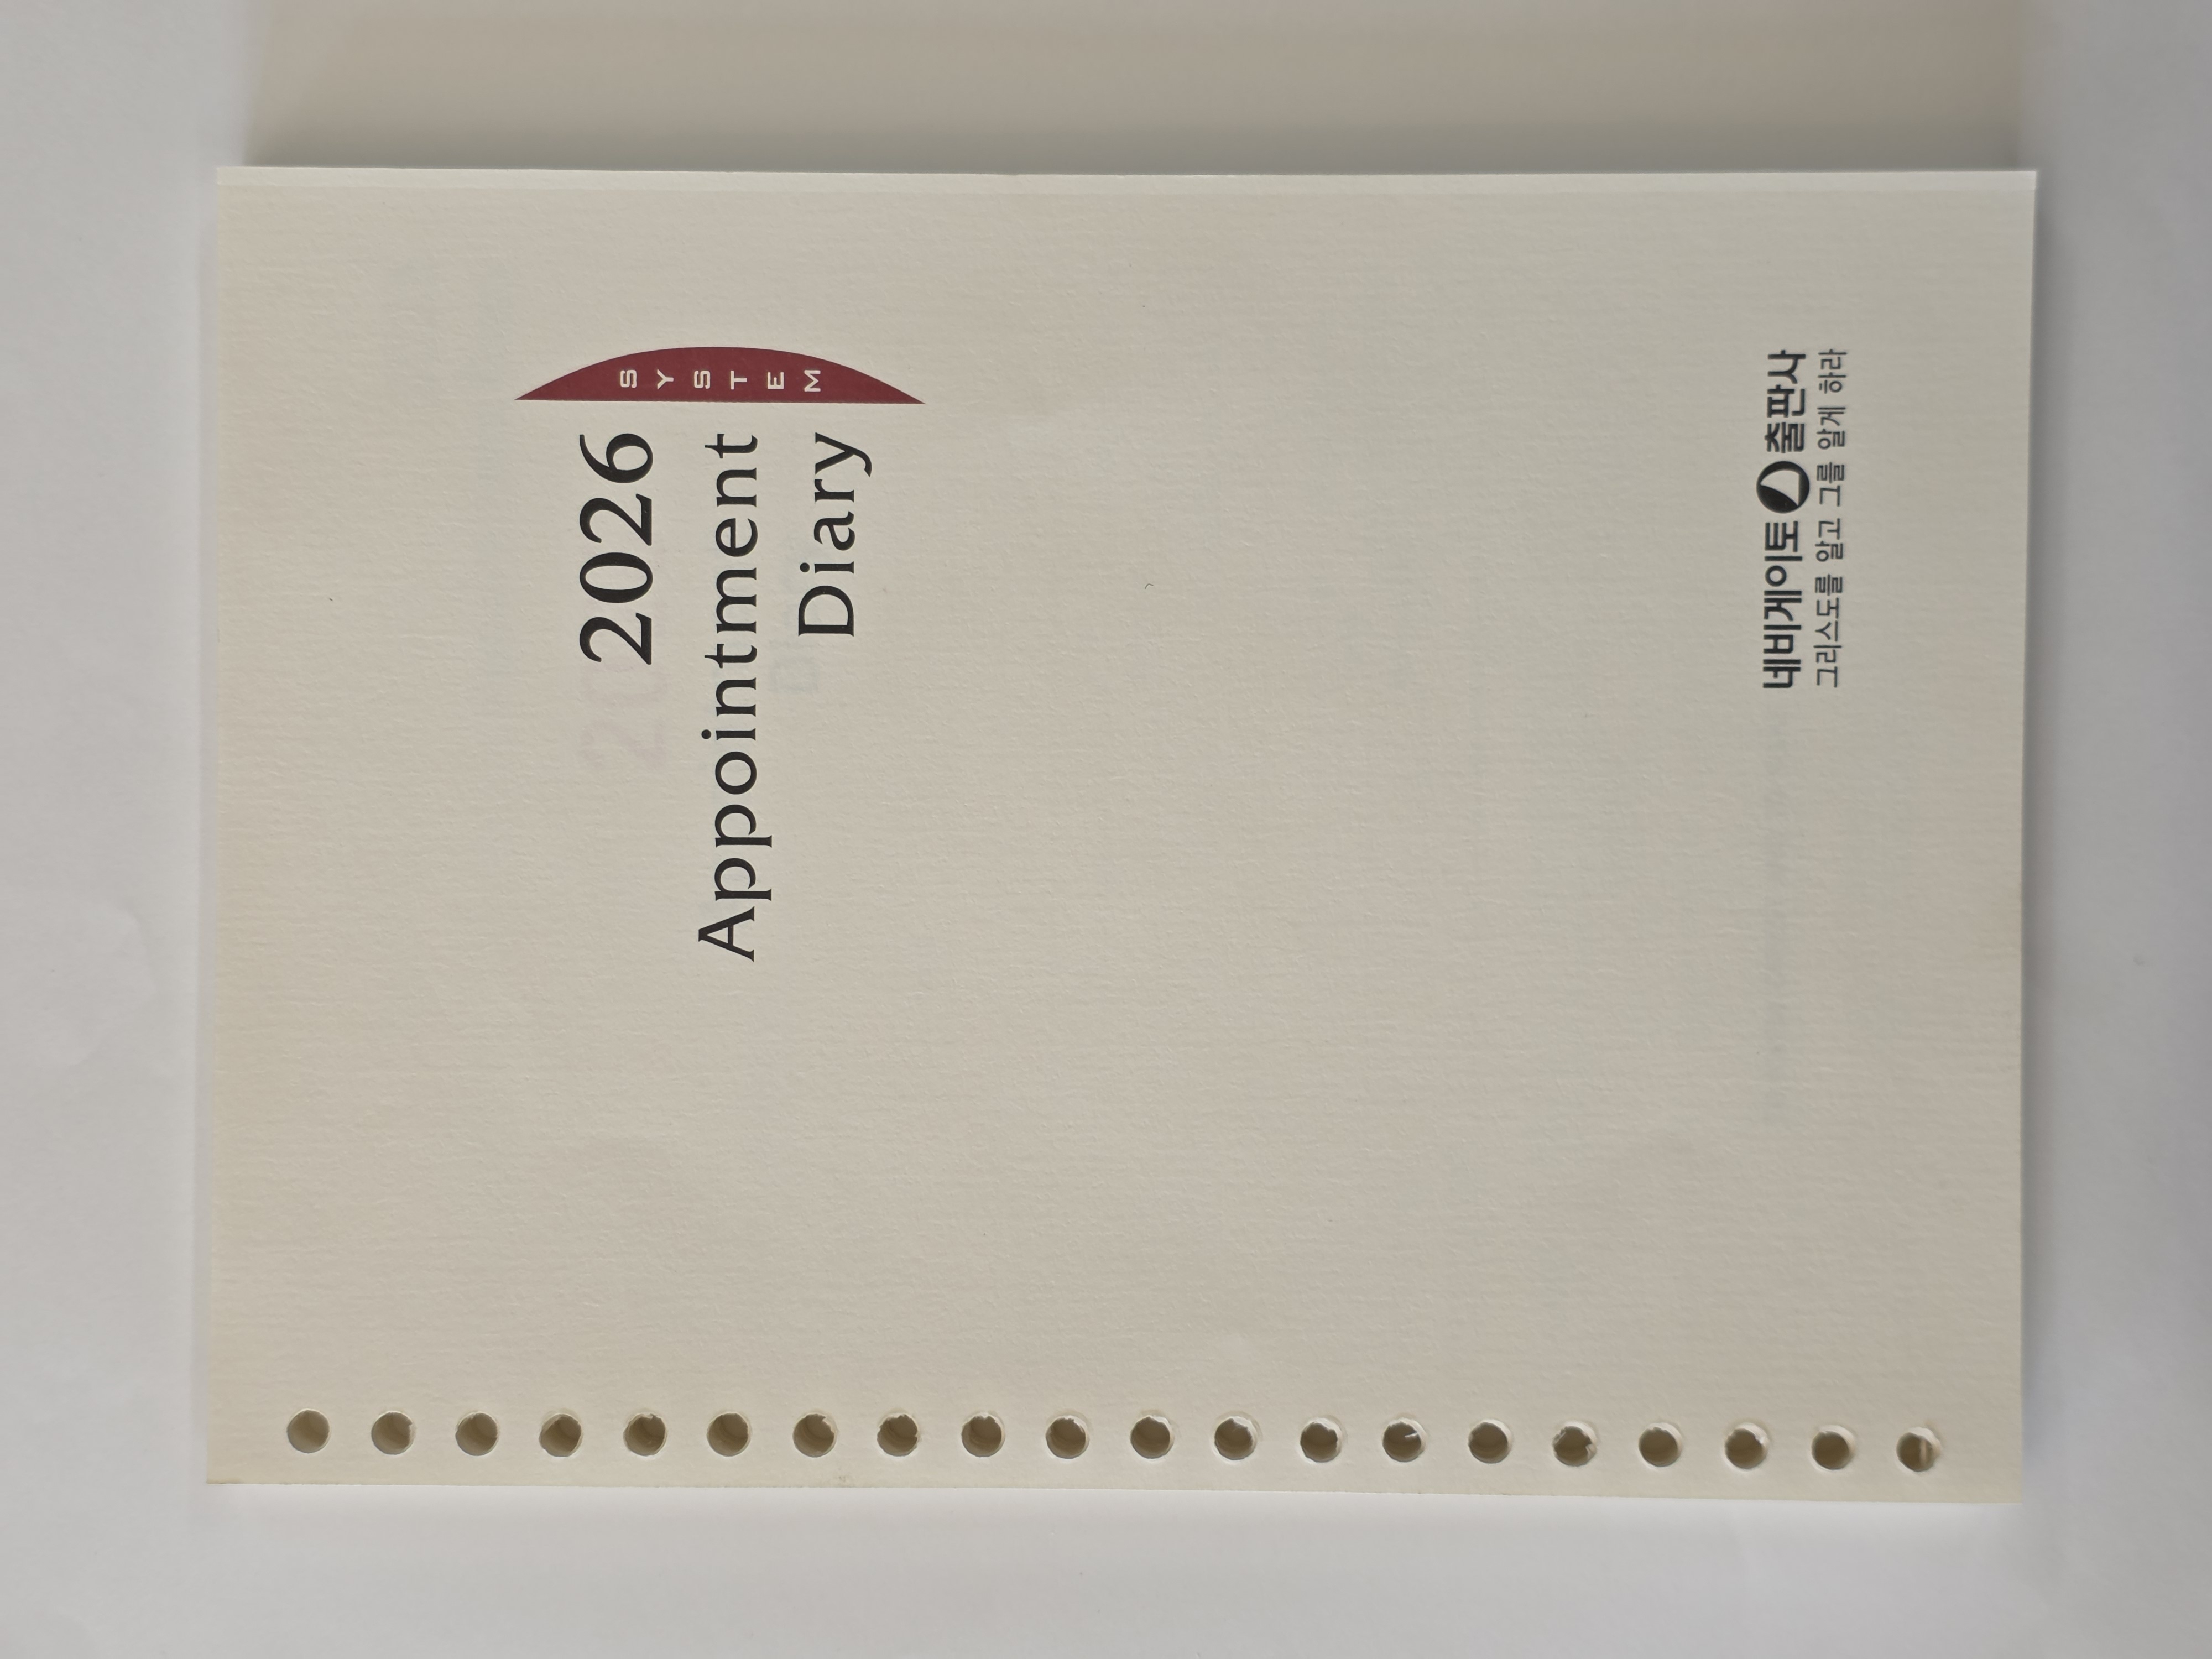 2026
Appointment
Diary
SYSTEM
네비게이토 출판사
그리스도를 알고 그를 알게 하라